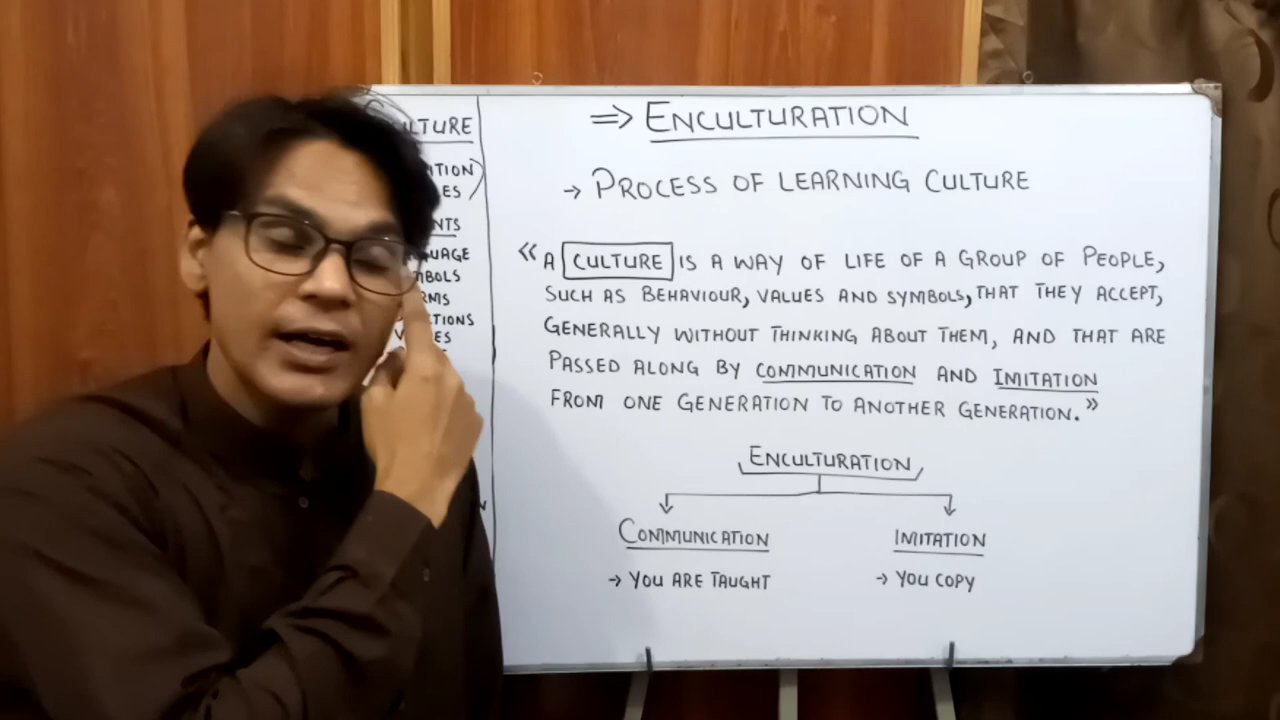 ⇒ ENCULTURATION
→ PROCESS OF LEARNING CULTURE
“ A CULTURE IS A WAY OF LIFE OF A GROUP OF PEOPLE,
SUCH AS BEHAVIOUR, VALUES AND SYMBOLS, THAT THEY ACCEPT,
GENERALLY WITHOUT THINKING ABOUT THEM, AND THAT ARE
PASSED ALONG BY COMMUNICATION AND IMITATION
FROM ONE GENERATION TO ANOTHER GENERATION.”
ENCULTURATION
COMMUNICATION IMITATION
→ YOU ARE TAUGHT → YOU COPY